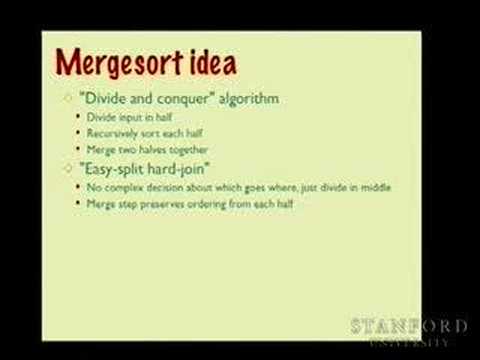 Mergesort idea
"Divide and conquer" algorithm
Divide input in half
Recursively sort each half
Merge two halves together
"Easy-split hard-join"
No complex decision about which goes where, just divide in middle
Merge step preserves ordering from each half
STANFORD
UNIVERSITY